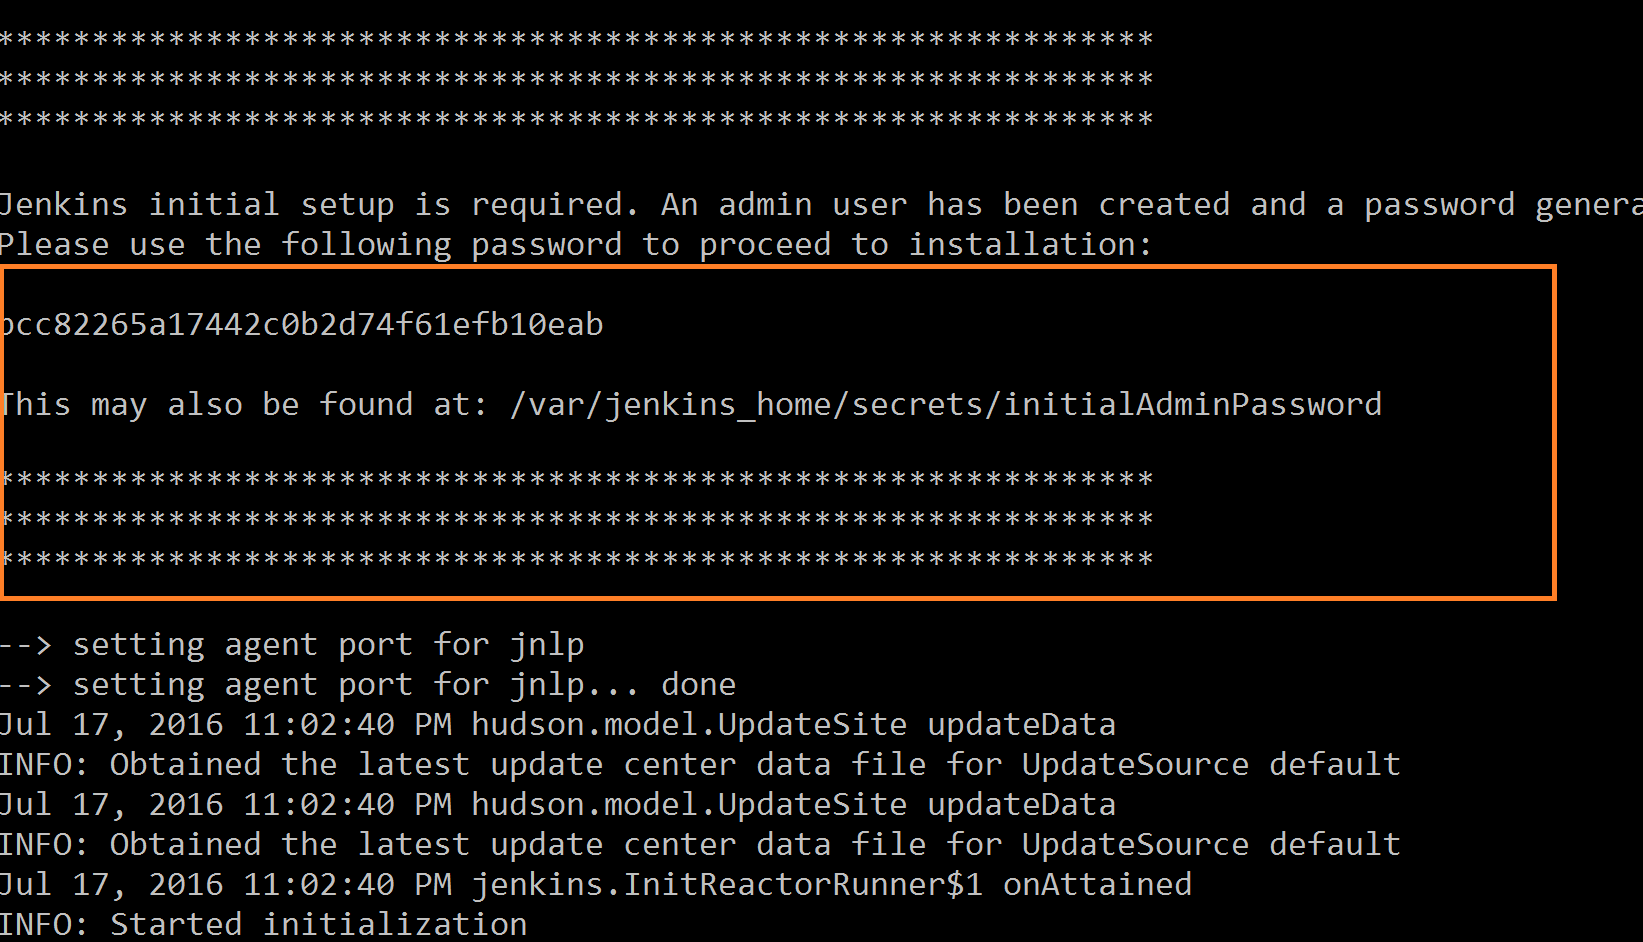 *************************************************************
*************************************************************
*************************************************************
Jenkins initial setup is required. An admin user has been created and a password genera
Please use the following password to proceed to installation:
bcc82265a17442c0b2d74f61efb10eab
This may also be found at: /var/jenkins_home/secrets/initialAdminPassword
*************************************************************
*************************************************************
*************************************************************
--> setting agent port for jnlp
--> setting agent port for jnlp... done
Jul 17, 2016 11:02:40 PM hudson.model.UpdateSite updateData
INFO: Obtained the latest update center data file for UpdateSource default
Jul 17, 2016 11:02:40 PM hudson.model.UpdateSite updateData
INFO: Obtained the latest update center data file for UpdateSource default
Jul 17, 2016 11:02:40 PM jenkins.InitReactorRunner$1 onAttained
INFO: Started initialization